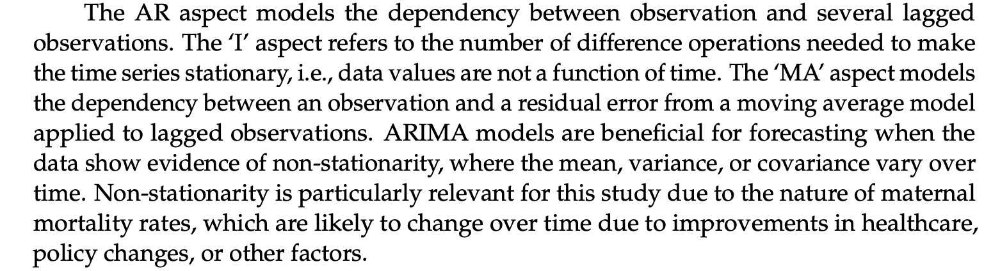 The AR aspect models the dependency between observation and several lagged
observations. The ‘I’ aspect refers to the number of difference operations needed to make
the time series stationary, i.e., data values are not a function of time. The ‘MA’ aspect models
the dependency between an observation and a residual error from a moving average model
applied to lagged observations. ARIMA models are beneficial for forecasting when the
data show evidence of non-stationarity, where the mean, variance, or covariance vary over
time. Non-stationarity is particularly relevant for this study due to the nature of maternal
mortality rates, which are likely to change over time due to improvements in healthcare,
policy changes, or other factors.